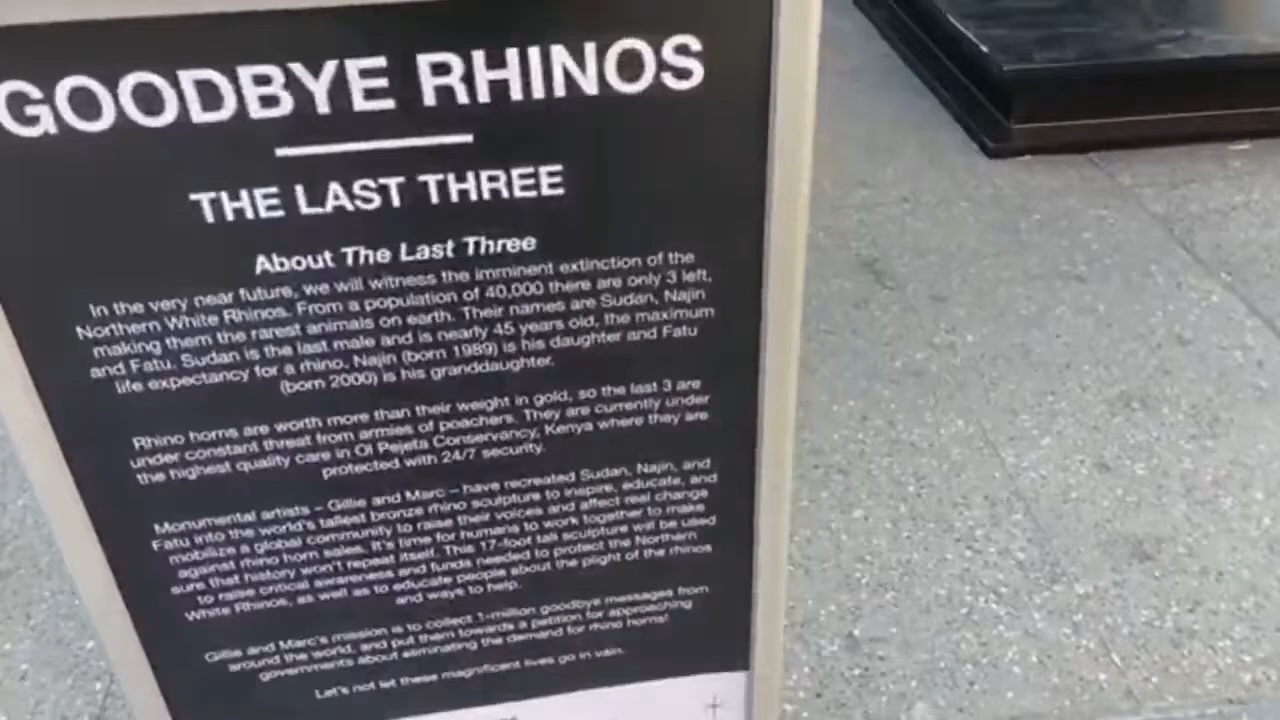 GOODBYE RHINOS
THE LAST THREE
About The Last Three
In the very near future, we will witness the imminent extinction of the
Northern White Rhinos. From a population of 40,000 there are only 3 left,
making them the rarest animals on earth. Their names are Sudan, Najin
and Fatu. Sudan is the last male and is nearly 45 years old, the maximum
life expectancy for a rhino. Najin (born 1989) is his daughter and Fatu
(born 2000) is his granddaughter.
Rhino horns are worth more than their weight in gold, so the last 3 are
under constant threat from armies of poachers. They are currently under
the highest quality care in Ol Pejeta Conservancy, Kenya where they are
protected with 24/7 security.
Monumental artists – Gillie and Marc – have recreated Sudan, Najin, and
Fatu into the world's tallest bronze rhino sculpture to inspire, educate, and
mobilize a global community to raise their voices and affect real change
against rhino horn sales. It's time for humans to work together to make
sure that history won't repeat itself. This 17-foot tall sculpture will be used
to raise critical awareness and funds needed to protect the Northern
White Rhinos, as well as to educate people about the plight of the rhinos
and ways to help.
Gillie and Marc's mission is to collect 1-million goodbye messages from
around the world, and put them towards a petition for approaching
governments about eliminating the demand for rhino horns!
Let's not let these magnificent lives go in vain.